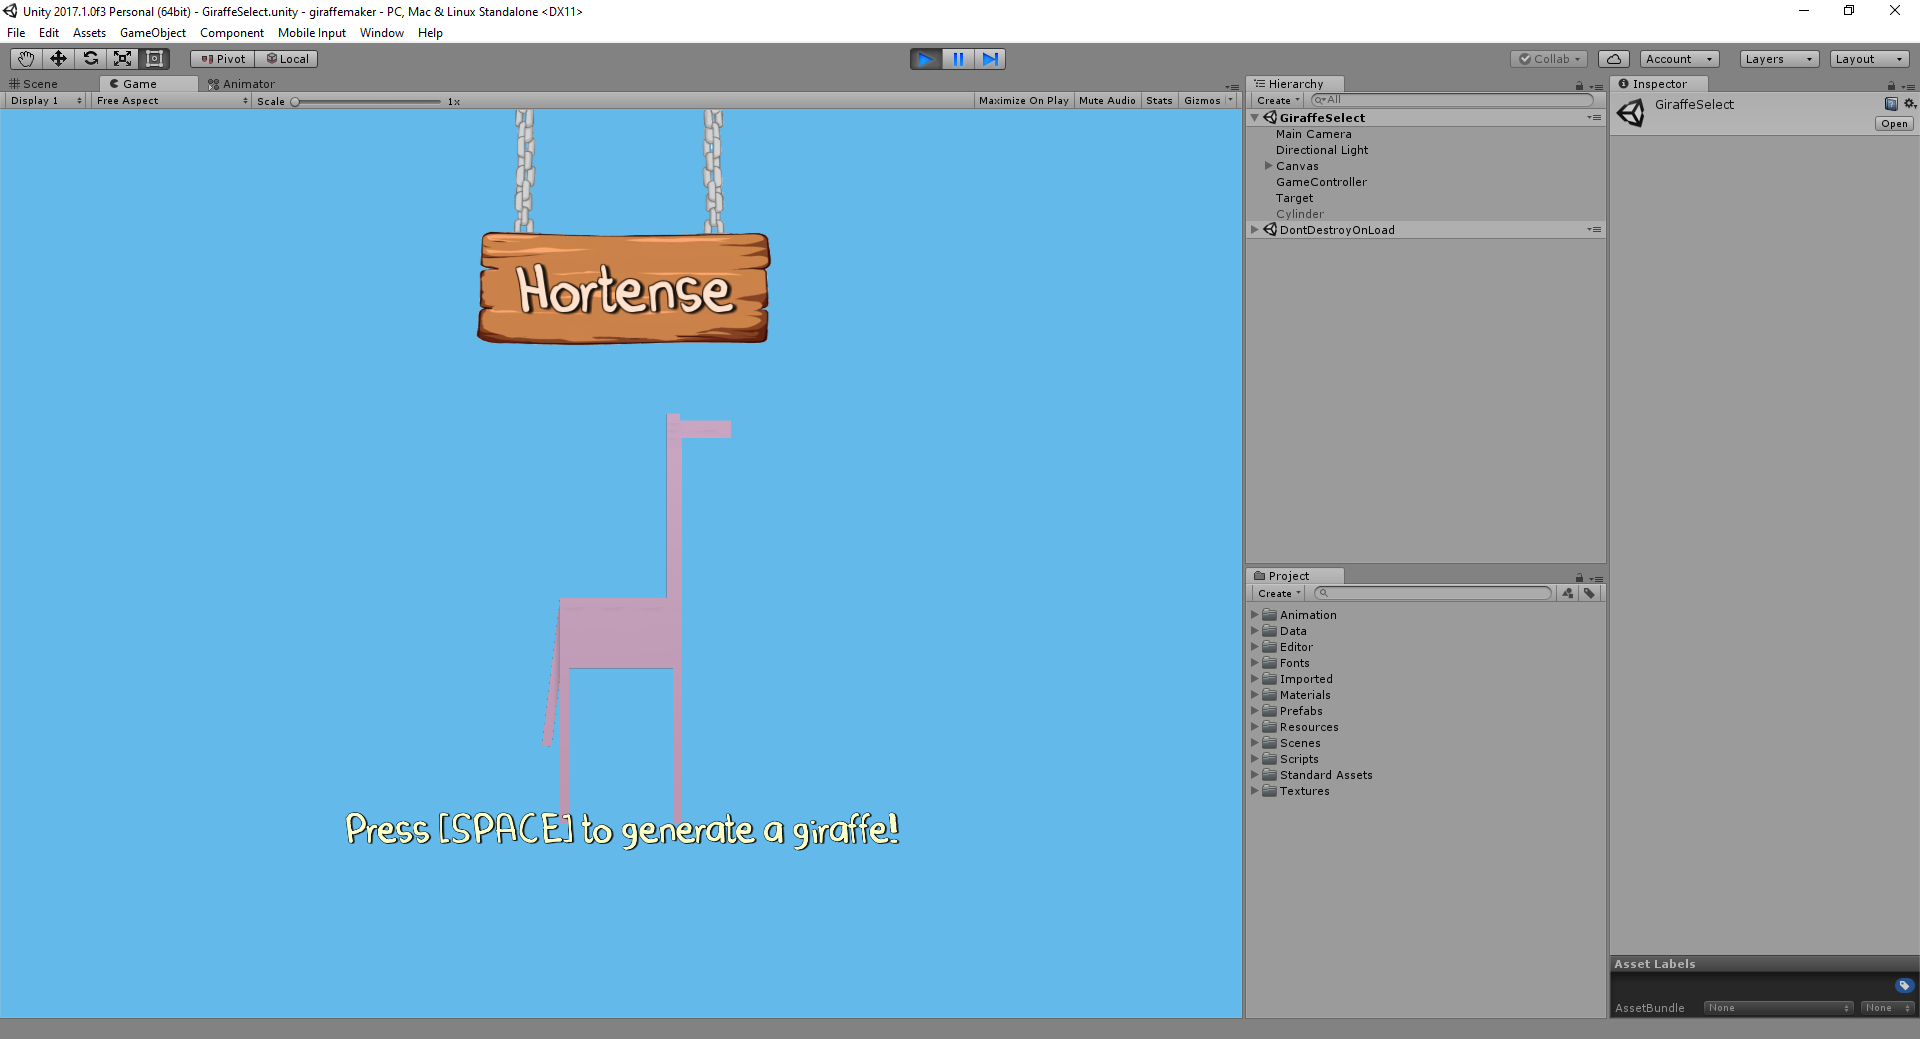 Unity 2017.1.0f3 Personal (64bit) - GiraffeSelect.unity - giraffemaker - PC, Mac & Linux Standalone <DX11>
File Edit Assets GameObject Component Mobile Input Window Help
Pivot Local Collab Account Layers Layout
Scene Game Animator
Display 1 Free Aspect Scale 1x Maximize On Play Mute Audio Stats Gizmos
Hortense
Press [SPACE] to generate a giraffe!
Hierarchy
Create All
GiraffeSelect
Main Camera
Directional Light
Canvas
GameController
Target
Cylinder
DontDestroyOnLoad
Project
Create
Animation
Data
Editor
Fonts
Imported
Materials
Prefabs
Resources
Scenes
Scripts
Standard Assets
Textures
Inspector
GiraffeSelect
Open
Asset Labels
AssetBundle None None